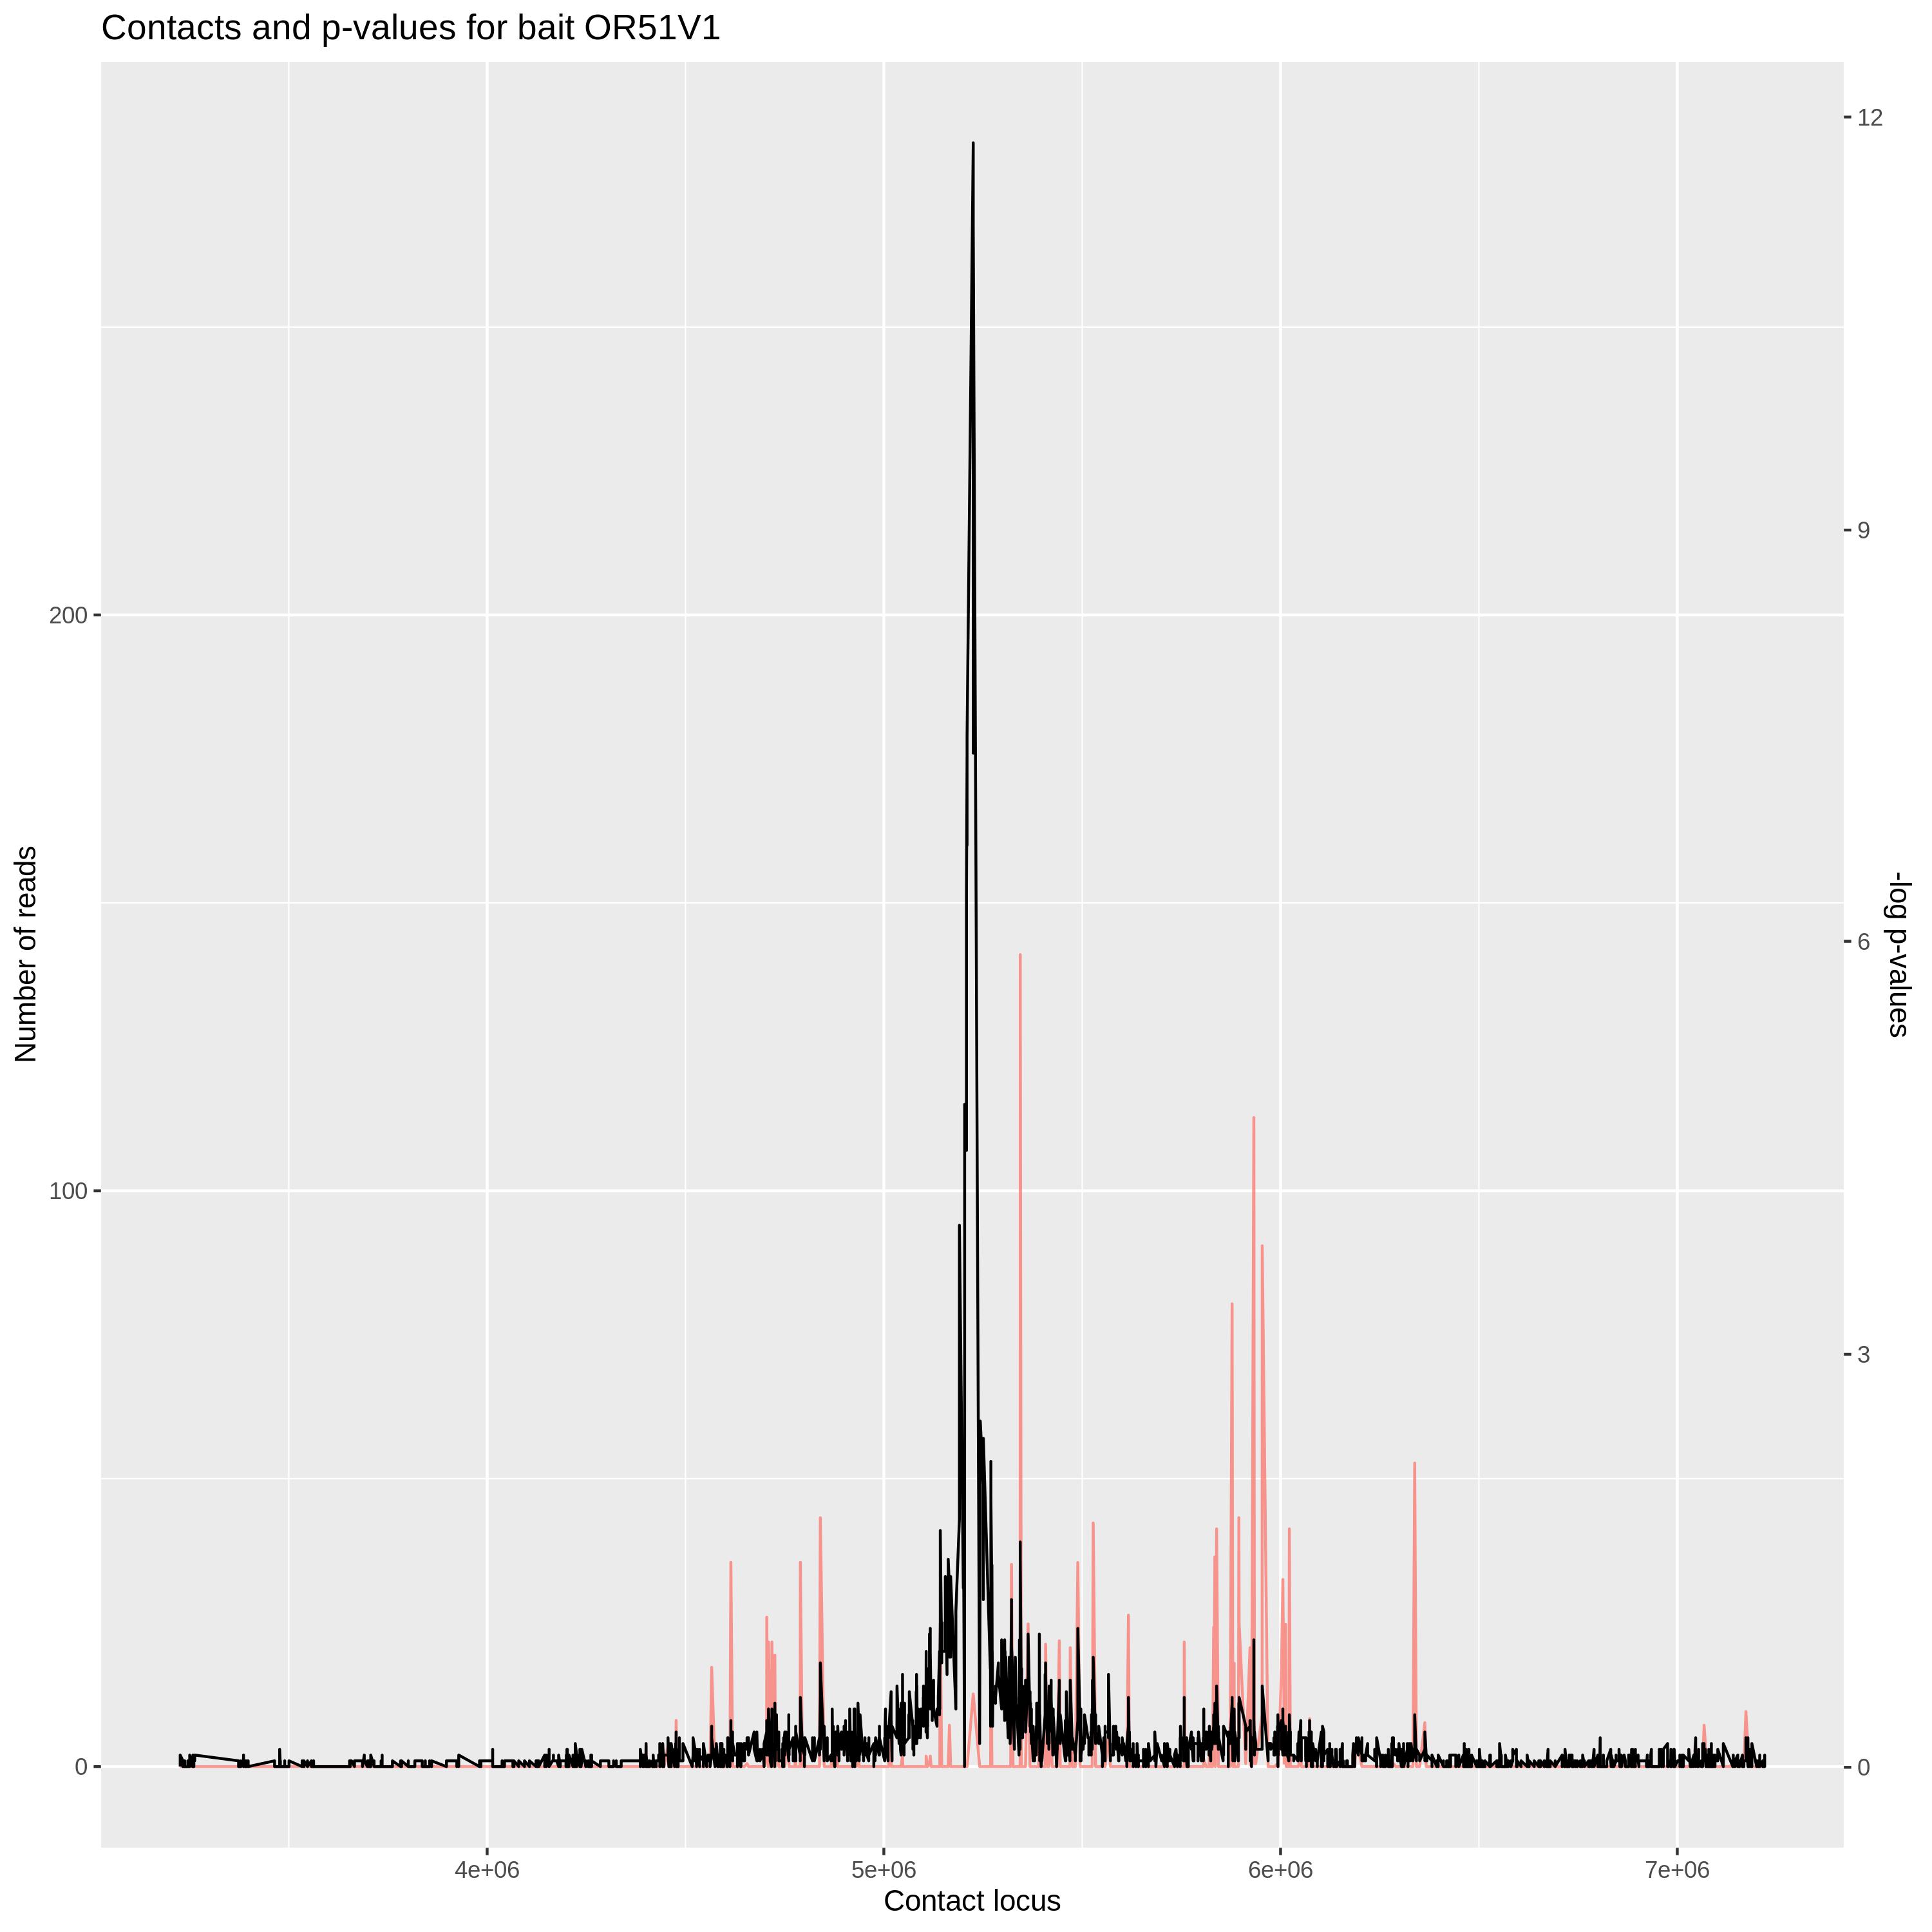 Contacts and p-values for bait OR51V1
12
9
200
6
Number of reads
-log p-values
100
3
0
0
4e+06
5e+06
6e+06
7e+06
Contact locus